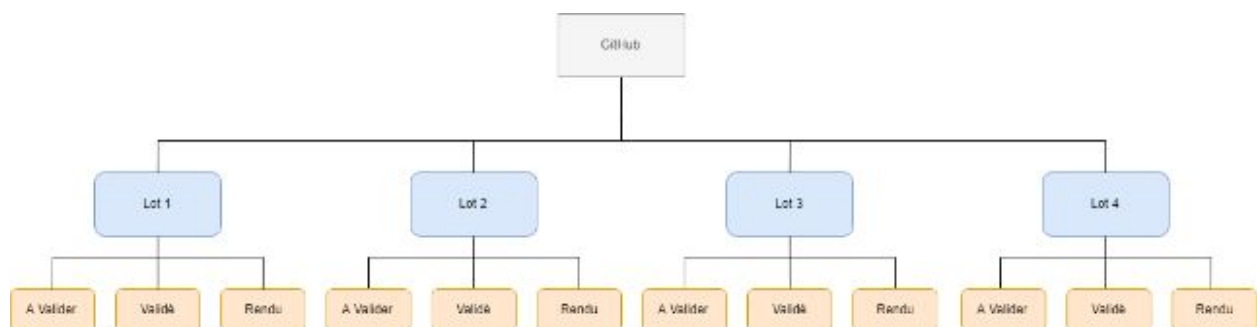 GitHub
Lot 1
Lot 2
Lot 3
Lot 4
A Valider
Validé
Rendu
A Valider
Validé
Rendu
A Valider
Validé
Rendu
A Valider
Validé
Rendu